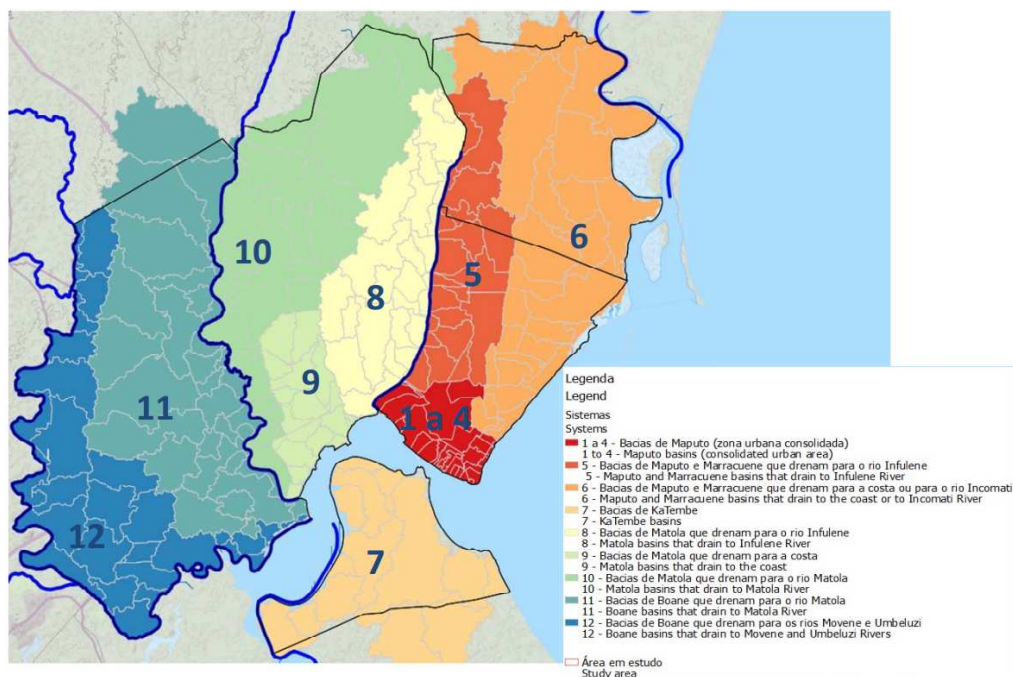 10
11
12
9
8
5
6
1 a 4
7
Legenda
Legend
Sistemas
Systems
1 a 4 - Bacias de Maputo (zona urbana consolidada)
1 to 4 - Maputo basins (consolidated urban area)
5 - Bacias de Maputo e Marracuene que drenam para o rio Infulene
5 - Maputo and Marracuene basins that drain to Infulene River
6 - Bacias de Maputo e Marracuene que drenam para a costa ou para o rio Incomati
6 - Maputo and Marracuene basins that drain to the coast or to Incomati River
7 - Bacias de KaTembe
7 - KaTembe basins
8 - Bacias de Matola que drenam para o rio Infulene
8 - Matola basins that drain to Infulene River
9 - Bacias de Matola que drenam para a costa
9 - Matola basins that drain to the coast
10 - Bacias de Matola que drenam para o rio Matola
10 - Matola basins that drain to Matola River
11 - Bacias de Boane que drenam para o rio Matola
11 - Boane basins that drain to Matola River
12 - Bacias de Boane que drenam para os rios Movene e Umbeluzi
12 - Boane basins that drain to Movene and Umbeluzi Rivers
Área em estudo
Study area